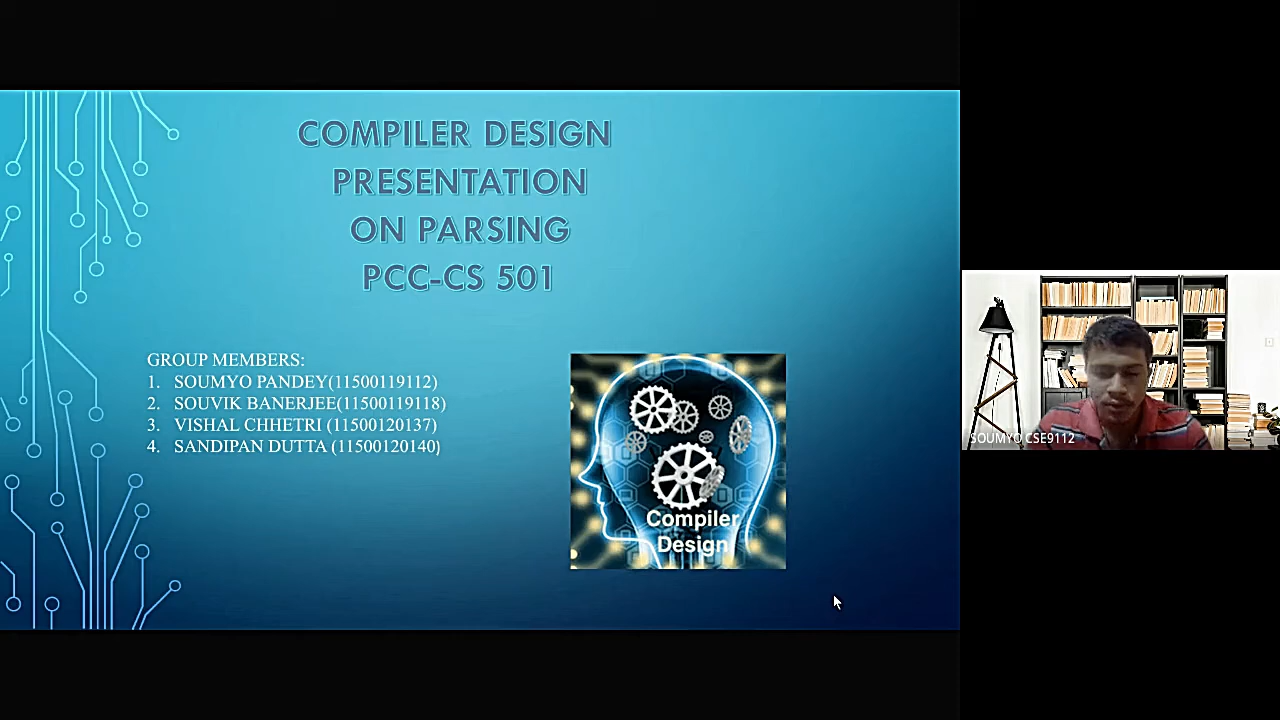 COMPILER DESIGN
PRESENTATION
ON PARSING
PCC-CS 501
GROUP MEMBERS:
1. SOUMYO PANDEY(11500119112)
2. SOUVIK BANERJEE(11500119118)
3. VISHAL CHHETRI (11500120137)
4. SANDIPAN DUTTA (11500120140)
Compiler
Design
SOUMYO CSE9112